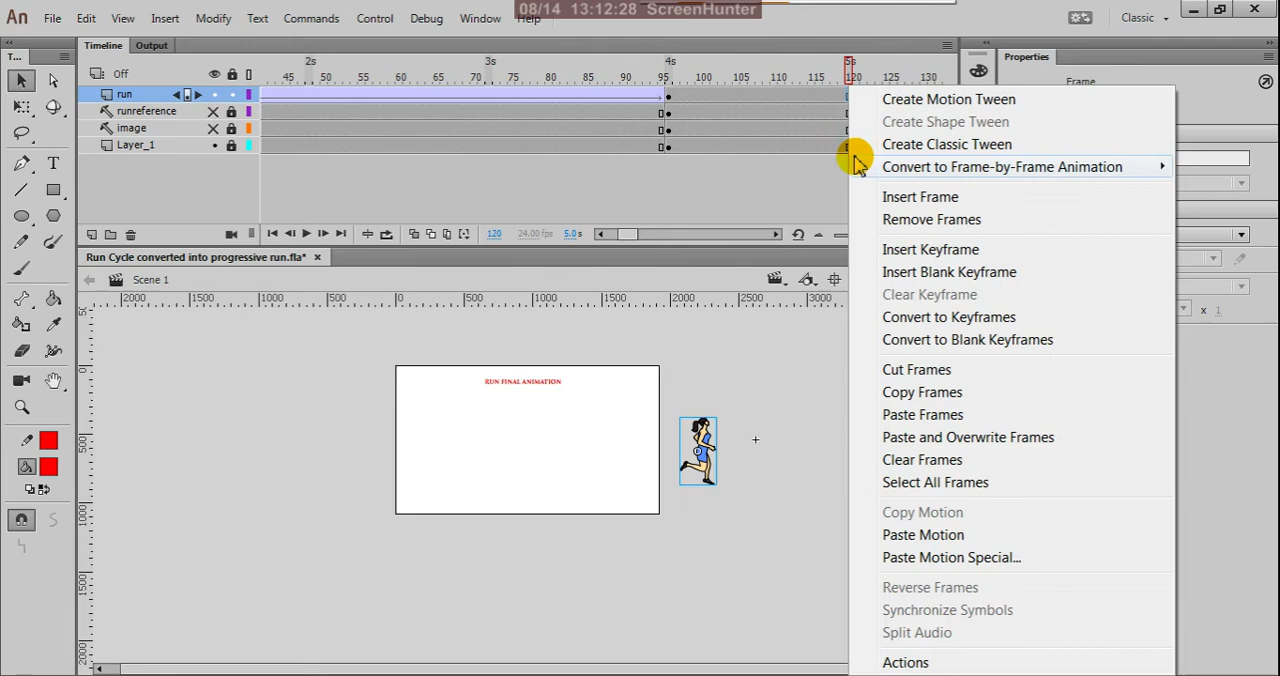 08/14 13:12:28 ScreenHunter
An File Edit View Insert Modify Text Commands Control Debug Window Help Classic
T... Timeline Output Properties
Off 2s 3s 4s 5s Frame
45 50 55 60 65 70 75 80 85 90 95 100 105 110 115 120 125 130
run
runreference
image
Layer_1
120 24.00 fps 5.0s
Run Cycle converted into progressive run.fla*
Scene 1
2000 1500 1000 500 0 500 1000 1500 2000 2500 3000
0
500
1000
1500
2000
RUN FINAL ANIMATION
Create Motion Tween
Create Shape Tween
Create Classic Tween
Convert to Frame-by-Frame Animation
Insert Frame
Remove Frames
Insert Keyframe
Insert Blank Keyframe
Clear Keyframe
Convert to Keyframes
Convert to Blank Keyframes
Cut Frames
Copy Frames
Paste Frames
Paste and Overwrite Frames
Clear Frames
Select All Frames
Copy Motion
Paste Motion
Paste Motion Special...
Reverse Frames
Synchronize Symbols
Split Audio
Actions
x 1